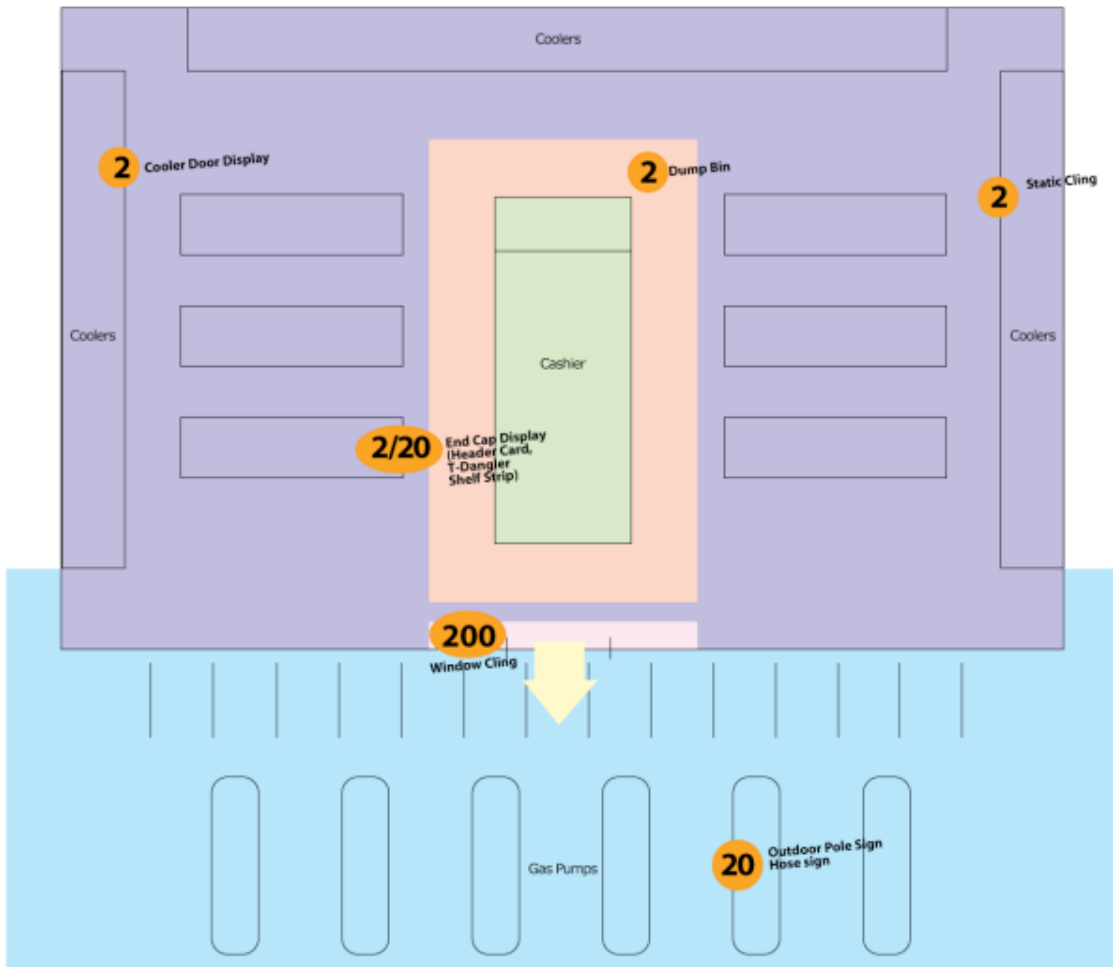 Coolers
2
Cooler Door Display
2
Dump Bin
2
Static Cling
Coolers
Cashier
Coolers
2/20
End Cap Display
(Header Card,
T-Dangler
Shelf Strip)
200
Window Cling
Gas Pumps
20
Outdoor Pole Sign
Hose sign